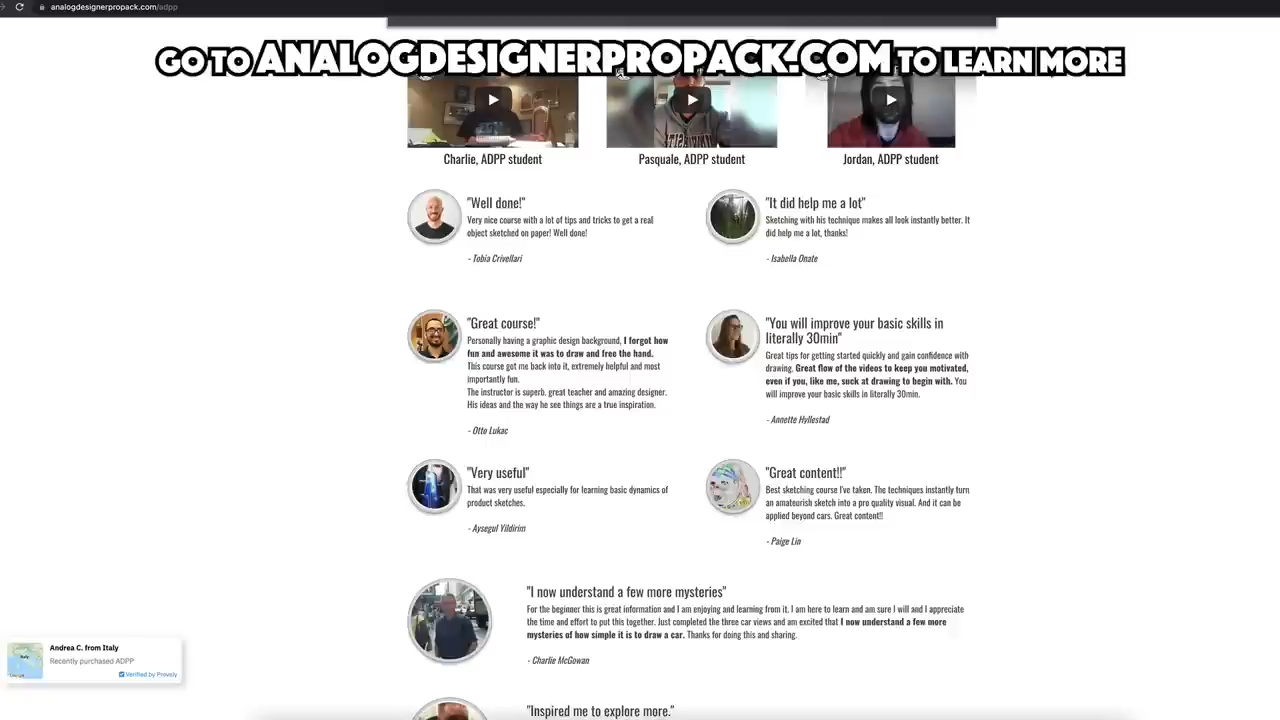 analogdesignerpropack.com/adpp
GO TO ANALOGDESIGNERPROPACK.COM TO LEARN MORE
Charlie, ADPP student
Pasquale, ADPP student
Jordan, ADPP student
"Well done!"
Very nice course with a lot of tips and tricks to get a real
object sketched on paper! Well done!
- Tobia Crivellari
"It did help me a lot"
Sketching with his technique makes all look instantly better. It
did help me a lot, thanks!
- Isabella Onate
"Great course!"
Personally having a graphic design background, I forgot how
fun and awesome it was to draw and free the hand.
This course got me back into it, extremely helpful and most
importantly fun.
The instructor is superb, great teacher and amazing designer.
His ideas and the way he see things are a true inspiration.
- Otto Lukac
"You will improve your basic skills in
literally 30min"
Great tips for getting started quickly and gain confidence with
drawing. Great flow of the videos to keep you motivated,
even if you, like me, suck at drawing to begin with. You
will improve your basic skills in literally 30min.
- Annette Hyllestad
"Very useful"
That was very useful especially for learning basic dynamics of
product sketches.
- Aysegul Yildirim
"Great content!!"
Best sketching course I've taken. The techniques instantly turn
an amateurish sketch into a pro quality visual. And it can be
applied beyond cars. Great content!!
- Paige Lin
"I now understand a few more mysteries"
For the beginner this is great information and I am enjoying and learning from it. I am here to learn and am sure I will and I appreciate
the time and effort to put this together. Just completed the three car views and am excited that I now understand a few more
mysteries of how simple it is to draw a car. Thanks for doing this and sharing.
- Charlie McGowan
Andrea C. from Italy
Recently purchased ADPP
Verified by Provely
"Inspired me to explore more."